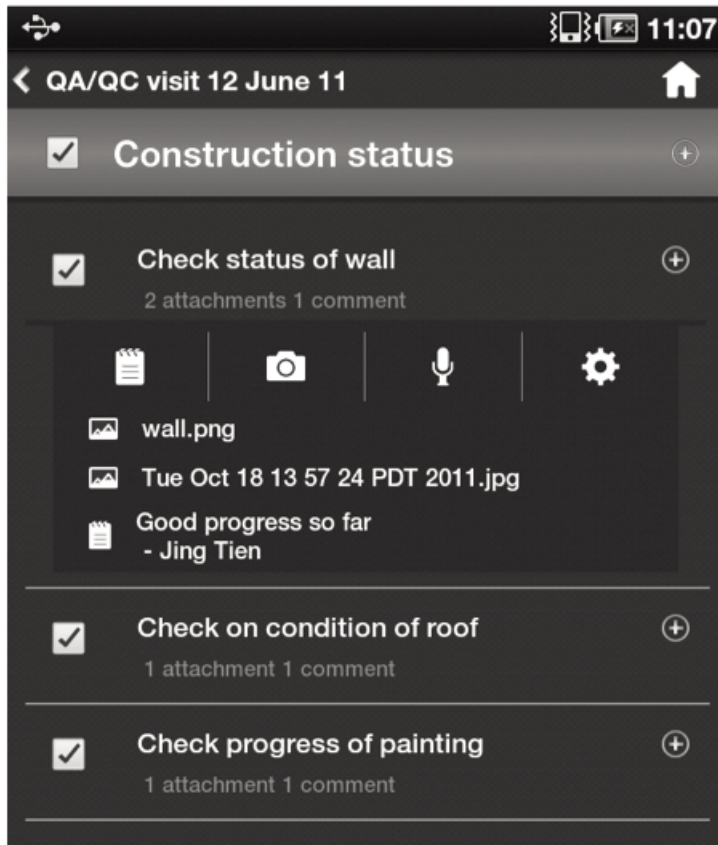 11:07
QA/QC visit 12 June 11
Construction status
Check status of wall
2 attachments 1 comment
wall.png
Tue Oct 18 13 57 24 PDT 2011.jpg
Good progress so far
- Jing Tien
Check on condition of roof
1 attachment 1 comment
Check progress of painting
1 attachment 1 comment